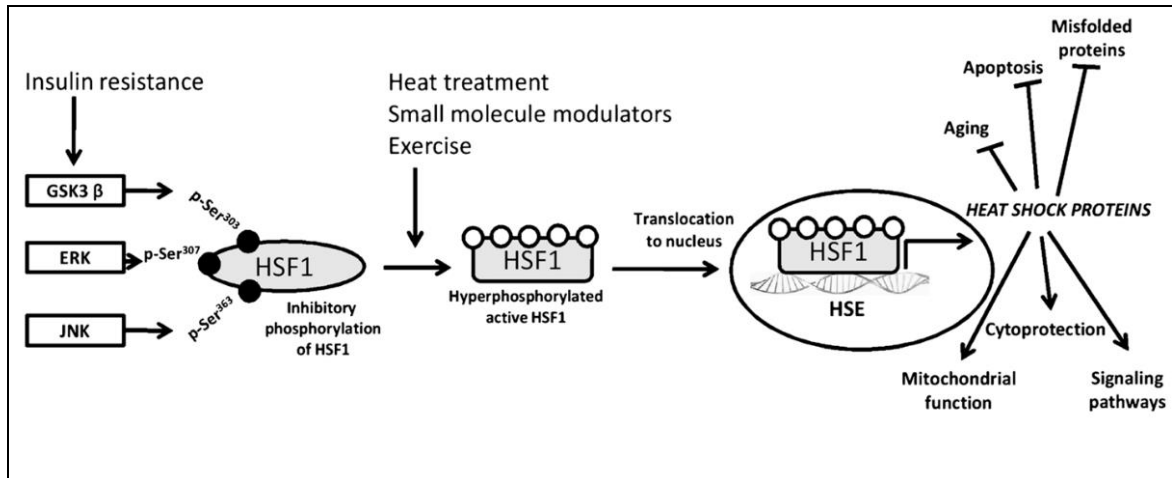 Insulin resistance
GSK3 β
ERK
JNK
p-Ser303
p-Ser307
p-Ser363
HSF1
Inhibitory
phosphorylation
of HSF1
Heat treatment
Small molecule modulators
Exercise
HSF1
Hyperphosphorylated
active HSF1
Translocation
to nucleus
HSF1
HSE
Misfolded
proteins
Apoptosis
Aging
HEAT SHOCK PROTEINS
Cytoprotection
Mitochondrial
function
Signaling
pathways